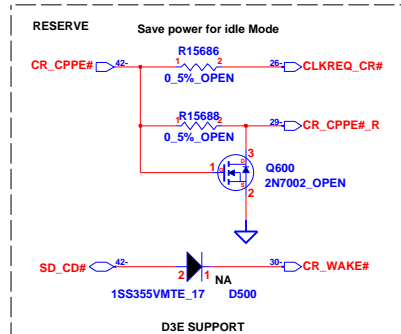 RESERVE
Save power for idle Mode
R15686
CR_CPPE# 42- 1 2 26- CLKREQ_CR#
0_5%_OPEN
R15688
1 2 29- CR_CPPE#_R
0_5%_OPEN
3
D
Q600
1 G
2N7002_OPEN
S
2
SD_CD# 42- 30- CR_WAKE#
2 1 NA
1SS355VMTE_17 D500
D3E SUPPORT